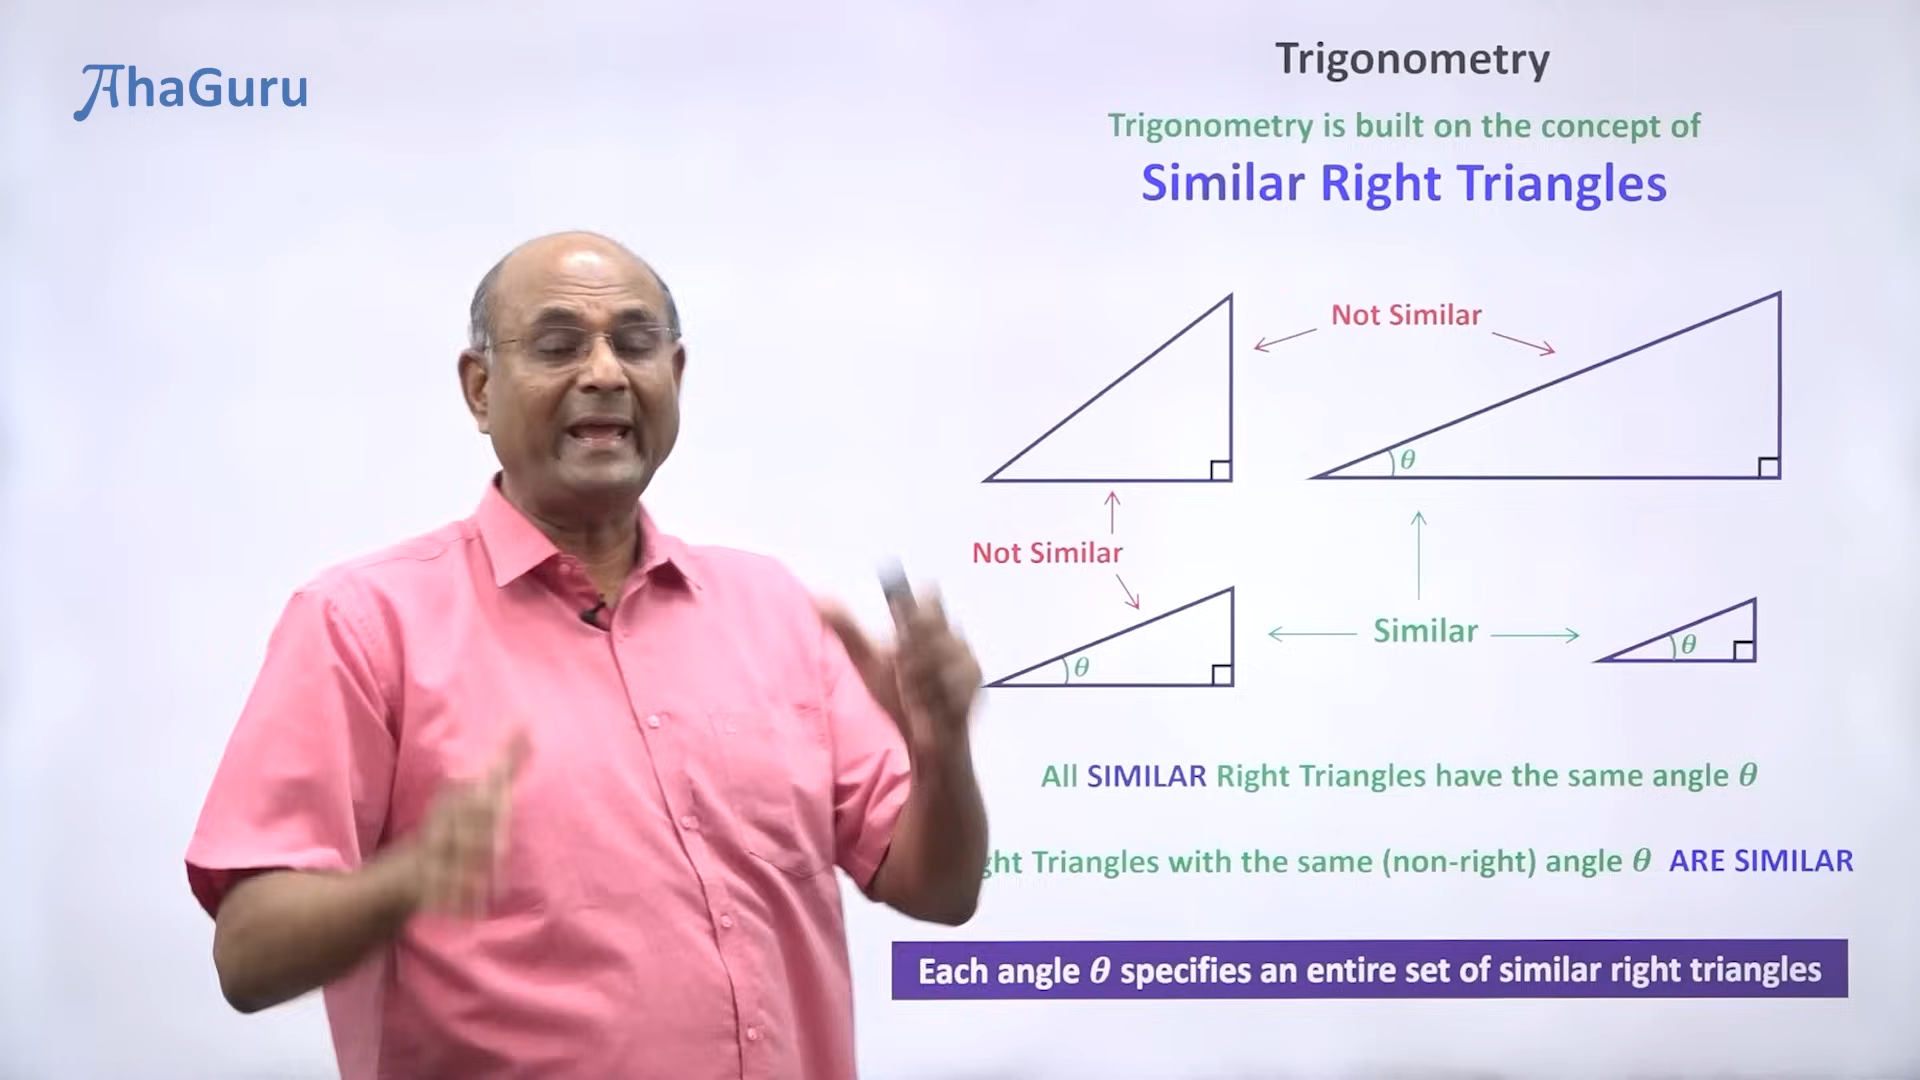 AhaGuru
Trigonometry
Trigonometry is built on the concept of
Similar Right Triangles
Not Similar
θ
Not Similar
θ
Similar
θ
All SIMILAR Right Triangles have the same angle θ
Triangles with the same (non-right) angle θ ARE SIMILAR
Each angle θ specifies an entire set of similar right triangles